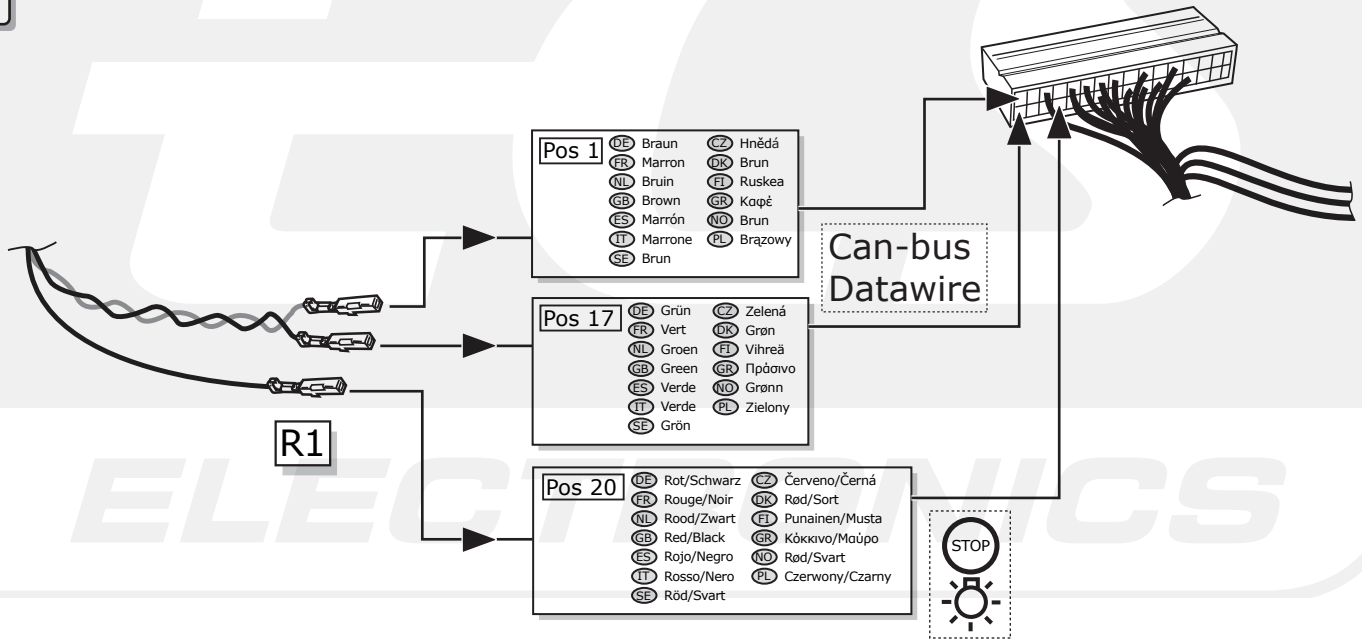 Pos 1
DE Braun
FR Marron
NL Bruin
GB Brown
ES Marrón
IT Marrone
SE Brun
CZ Hnědá
DK Brun
FI Ruskea
GR Καφέ
NO Brun
PL Brązowy
Can-bus
Datawire
Pos 17
DE Grün
FR Vert
NL Groen
GB Green
ES Verde
IT Verde
SE Grön
CZ Zelená
DK Grøn
FI Vihreä
GR Πράσινο
NO Grønn
PL Zielony
R1
Pos 20
DE Rot/Schwarz
FR Rouge/Noir
NL Rood/Zwart
GB Red/Black
ES Rojo/Negro
IT Rosso/Nero
SE Röd/Svart
CZ Červeno/Černá
DK Rød/Sort
FI Punainen/Musta
GR Κόκκινο/Μαύρο
NO Rød/Svart
PL Czerwony/Czarny
STOP
ELECTRONICS